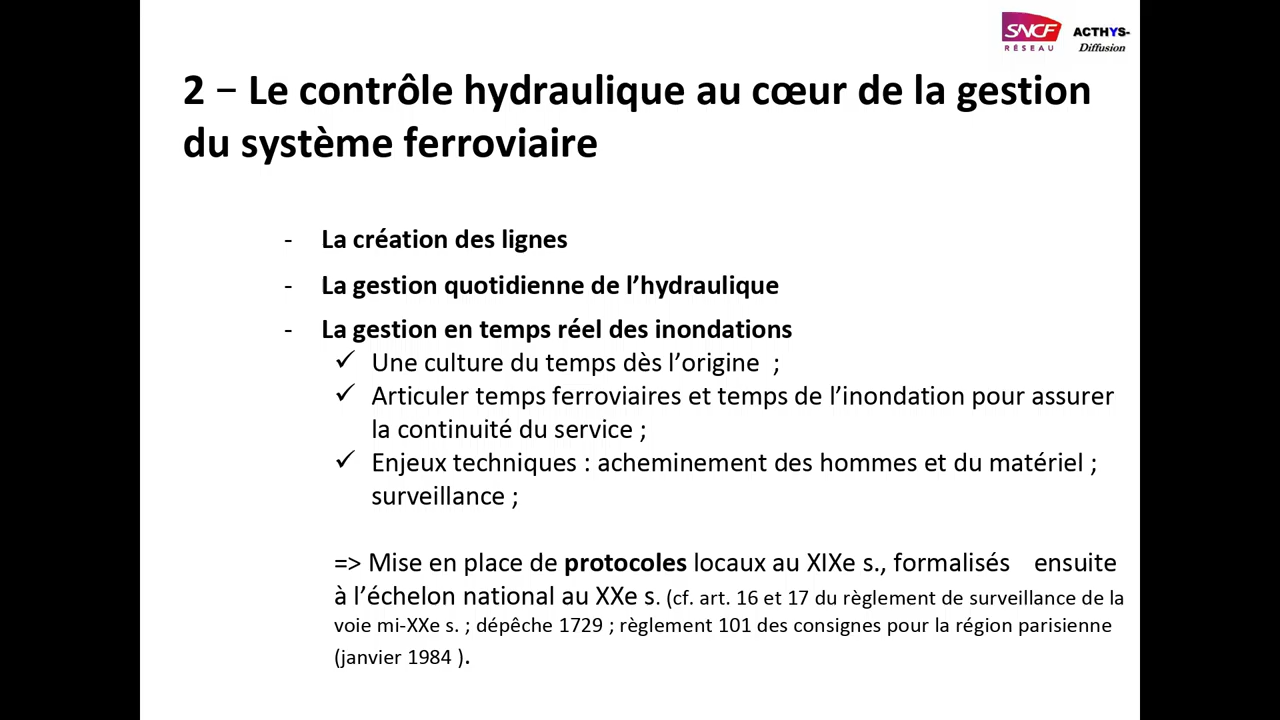 SNCF
RÉSEAU
ACTHYS-
Diffusion
2 – Le contrôle hydraulique au cœur de la gestion
du système ferroviaire
- La création des lignes
- La gestion quotidienne de l’hydraulique
- La gestion en temps réel des inondations
✓ Une culture du temps dès l’origine ;
✓ Articuler temps ferroviaires et temps de l’inondation pour assurer
la continuité du service ;
✓ Enjeux techniques : acheminement des hommes et du matériel ;
surveillance ;
=> Mise en place de protocoles locaux au XIXe s., formalisés ensuite
à l’échelon national au XXe s. (cf. art. 16 et 17 du règlement de surveillance de la
voie mi-XXe s. ; dépêche 1729 ; règlement 101 des consignes pour la région parisienne
(janvier 1984 ).